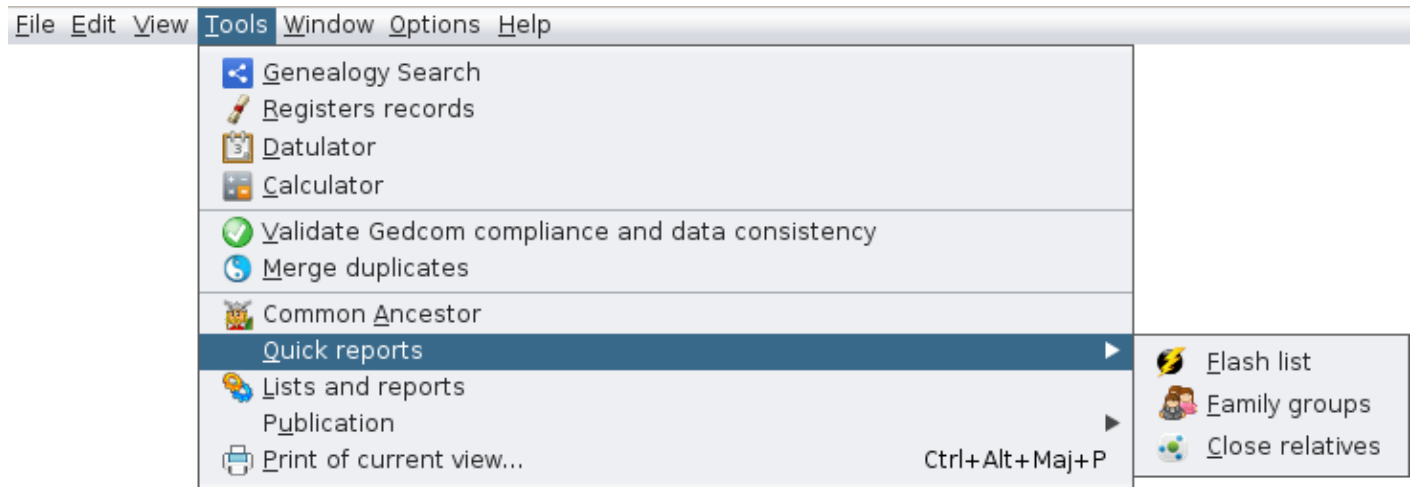 File Edit View Tools Window Options Help
Genealogy Search
Registers records
Datulator
Calculator
Validate Gedcom compliance and data consistency
Merge duplicates
Common Ancestor
Quick reports
Flash list
Lists and reports
Family groups
Publication
Close relatives
Print of current view... Ctrl+Alt+Maj+P